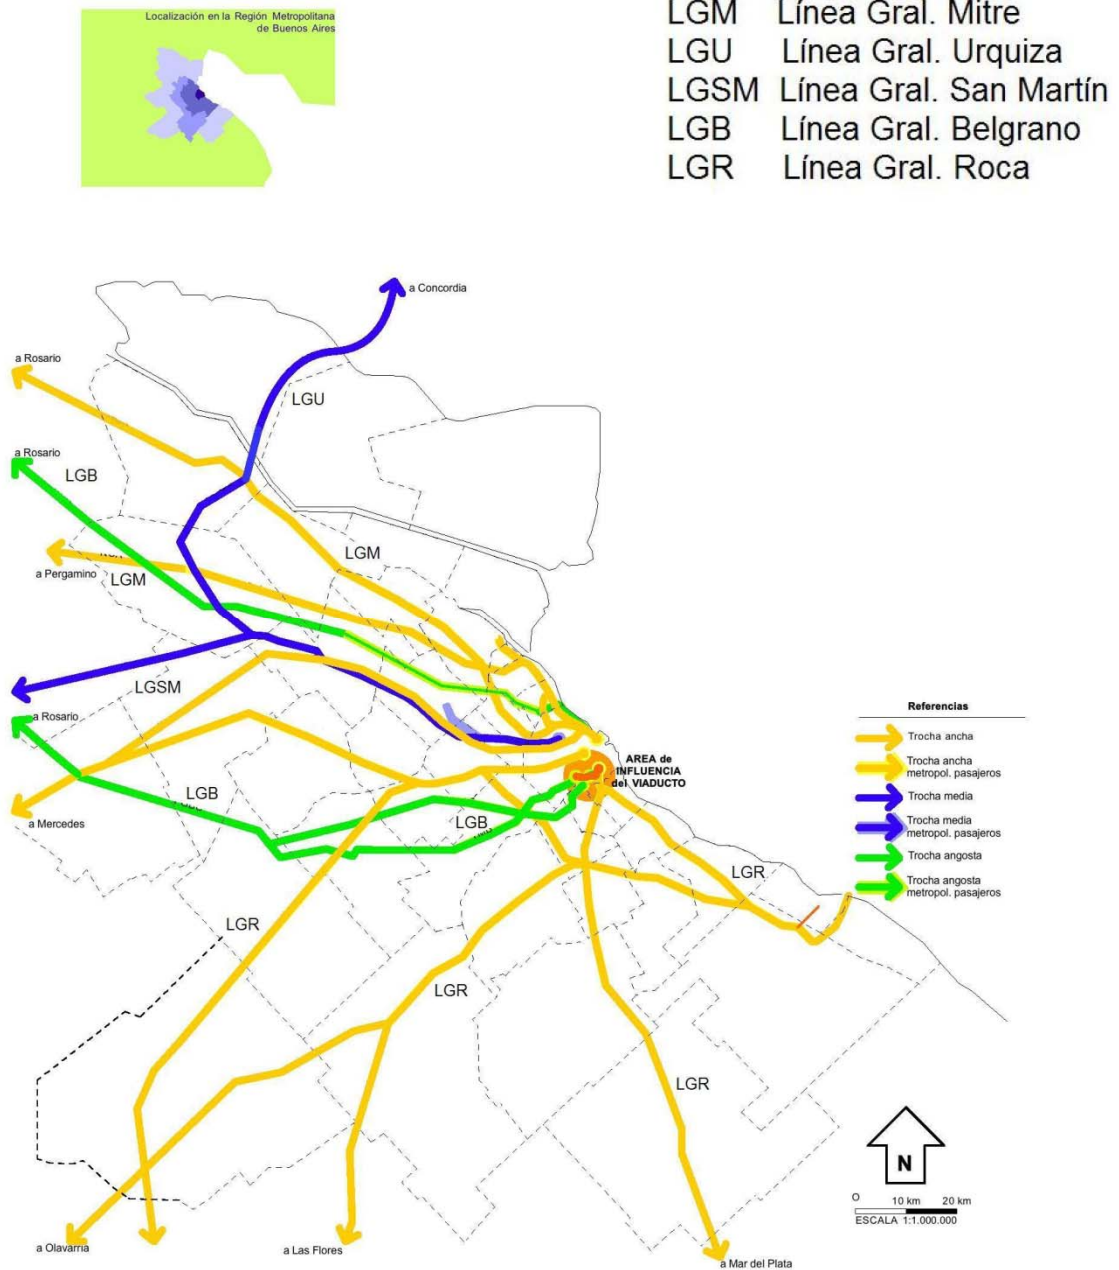 Localización en la Región Metropolitana
de Buenos Aires
LGM Línea Gral. Mitre
LGU Línea Gral. Urquiza
LGSM Línea Gral. San Martín
LGB Línea Gral. Belgrano
LGR Línea Gral. Roca
a Concordia
a Rosario
LGU
a Rosario
LGB
LGM
a Pergamino
LGM
LGSM
a Rosario
Referencias
Trocha ancha
Trocha ancha
metropol. pasajeros
Trocha media
Trocha media
metropol. pasajeros
Trocha angosta
Trocha angosta
metropol. pasajeros
AREA de
INFLUENCIA
del VIADUCTO
LGB
a Mercedes
LGB
LGR
LGR
LGR
LGR
N
O 10 km 20 km
ESCALA 1:1.000.000
a Olavarria
a Las Flores
a Mar del Plata